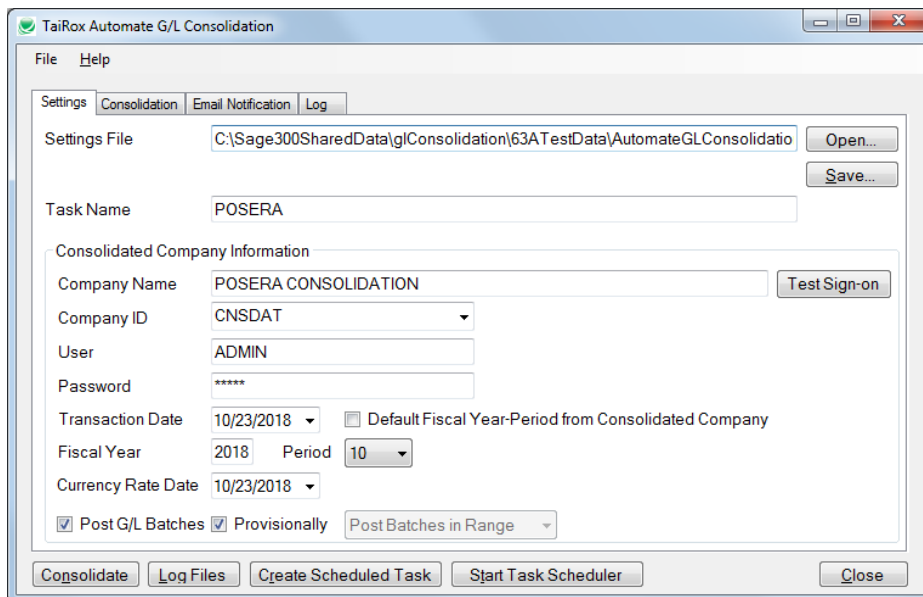 TaiRox Automate G/L Consolidation
File Help
Settings Consolidation Email Notification Log
Settings File C:\Sage300SharedData\glConsolidation\63ATestData\AutomateGLConsolidatio Open...
Save...
Task Name POSERA
Consolidated Company Information
Company Name POSERA CONSOLIDATION Test Sign-on
Company ID CNSDAT
User ADMIN
Password *****
Transaction Date 10/23/2018 Default Fiscal Year-Period from Consolidated Company
Fiscal Year 2018 Period 10
Currency Rate Date 10/23/2018
Post G/L Batches Provisionally Post Batches in Range
Consolidate Log Files Create Scheduled Task Start Task Scheduler Close